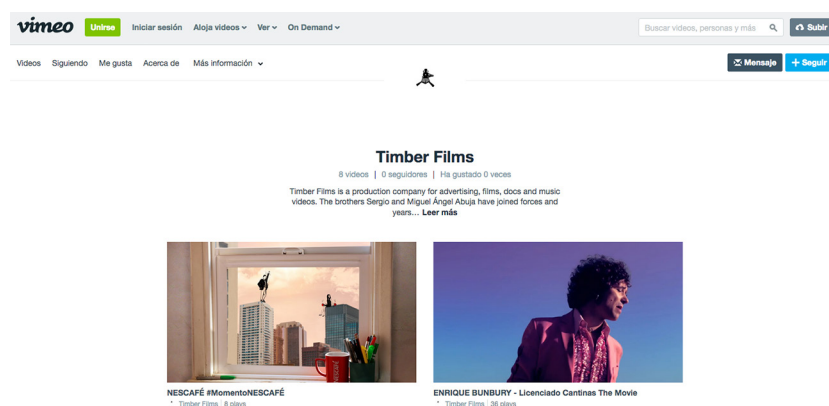 vimeo Unirse Iniciar sesión Aloja videos Ver On Demand Buscar videos, personas y más Subir
Videos Siguiendo Me gusta Acerca de Más información Mensaje + Seguir
Timber Films
8 videos | 0 seguidores | Ha gustado 0 veces
Timber Films is a production company for advertising, films, docs and music
videos. The brothers Sergio and Miguel Ángel Abuja have joined forces and
years... Leer más
NESCAFÉ #MomentoNESCAFÉ
Timber Films | 8 plays
ENRIQUE BUNBURY - Licenciado Cantinas The Movie
Timber Films | 36 plays